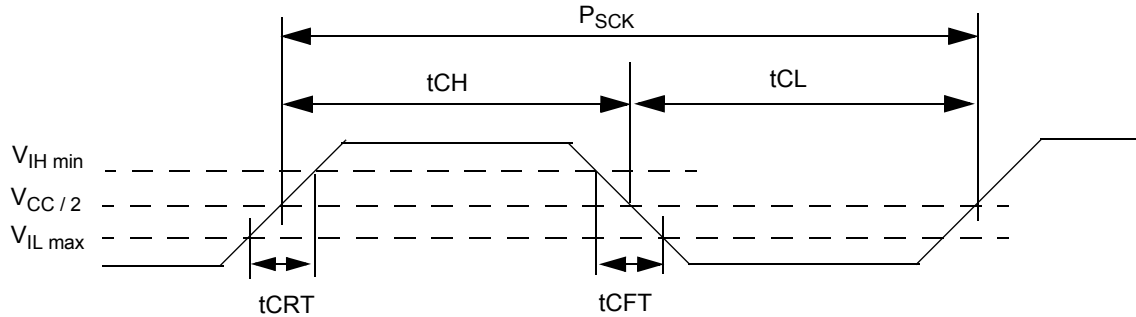 PSCK
tCH
tCL
VIH min
VCC / 2
VIL max
tCRT
tCFT